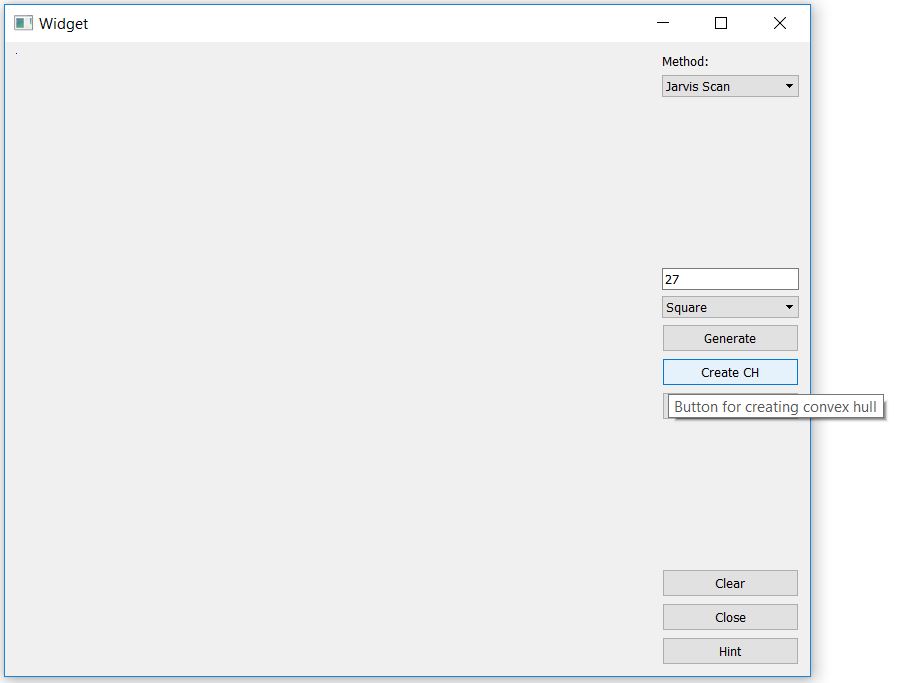 Widget
Method:
Jarvis Scan
27
Square
Generate
Create CH
Button for creating convex hull
Clear
Close
Hint